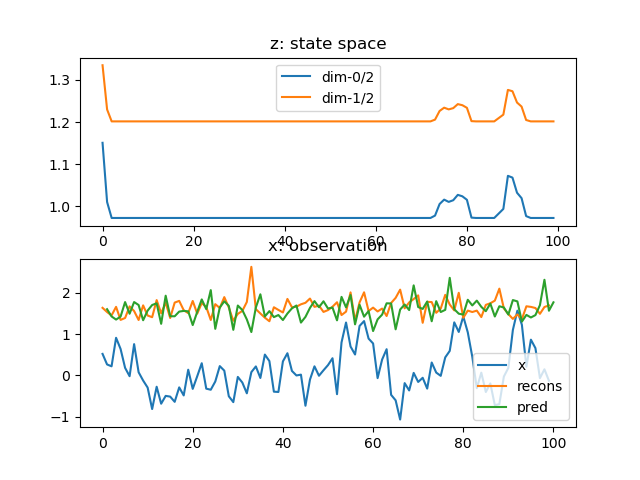 z: state space
1.3
1.2
1.1
1.0
dim-0/2
dim-1/2
0
20
40
60
80
100
x: observation
2
1
0
−1
x
recons
pred
0
20
40
60
80
100